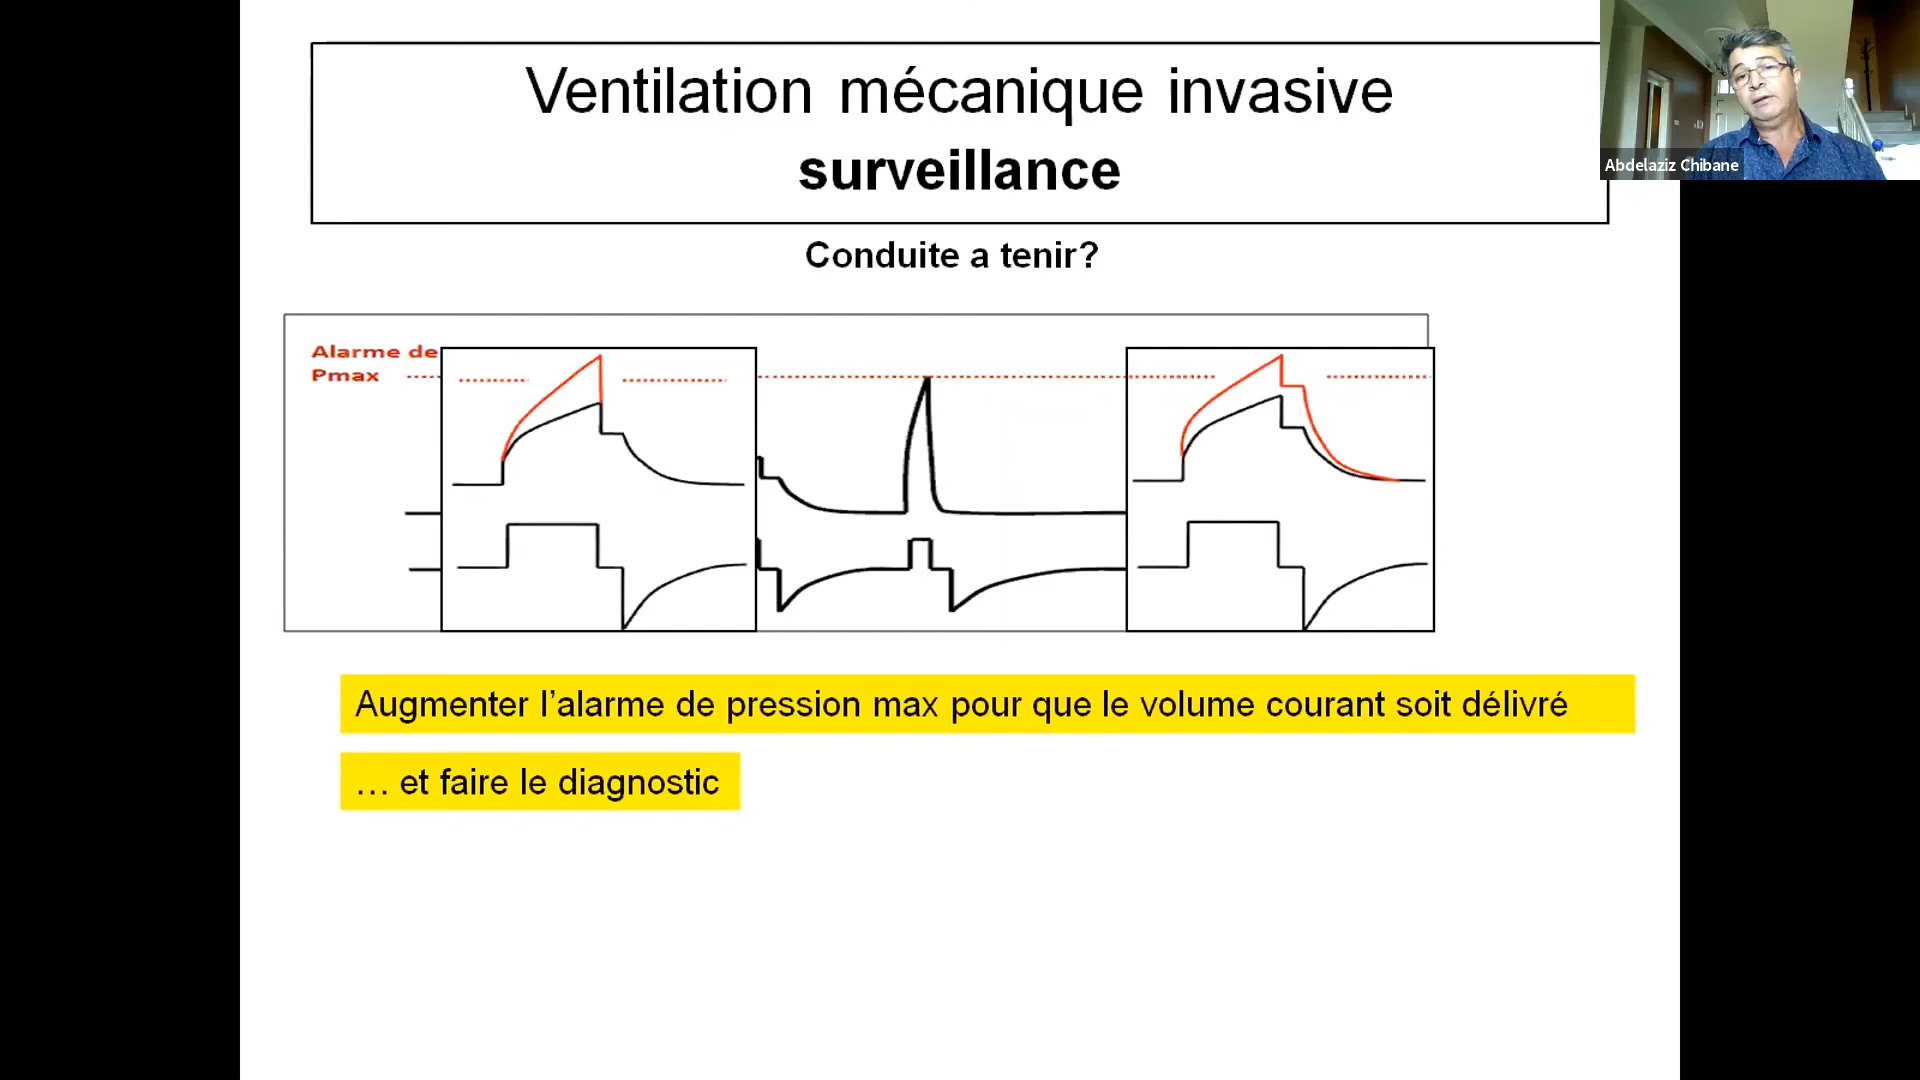 Ventilation mécanique invasive
surveillance
Abdelaziz Chibane
Conduite a tenir?
Alarme de
Pmax
Augmenter l’alarme de pression max pour que le volume courant soit délivré
… et faire le diagnostic